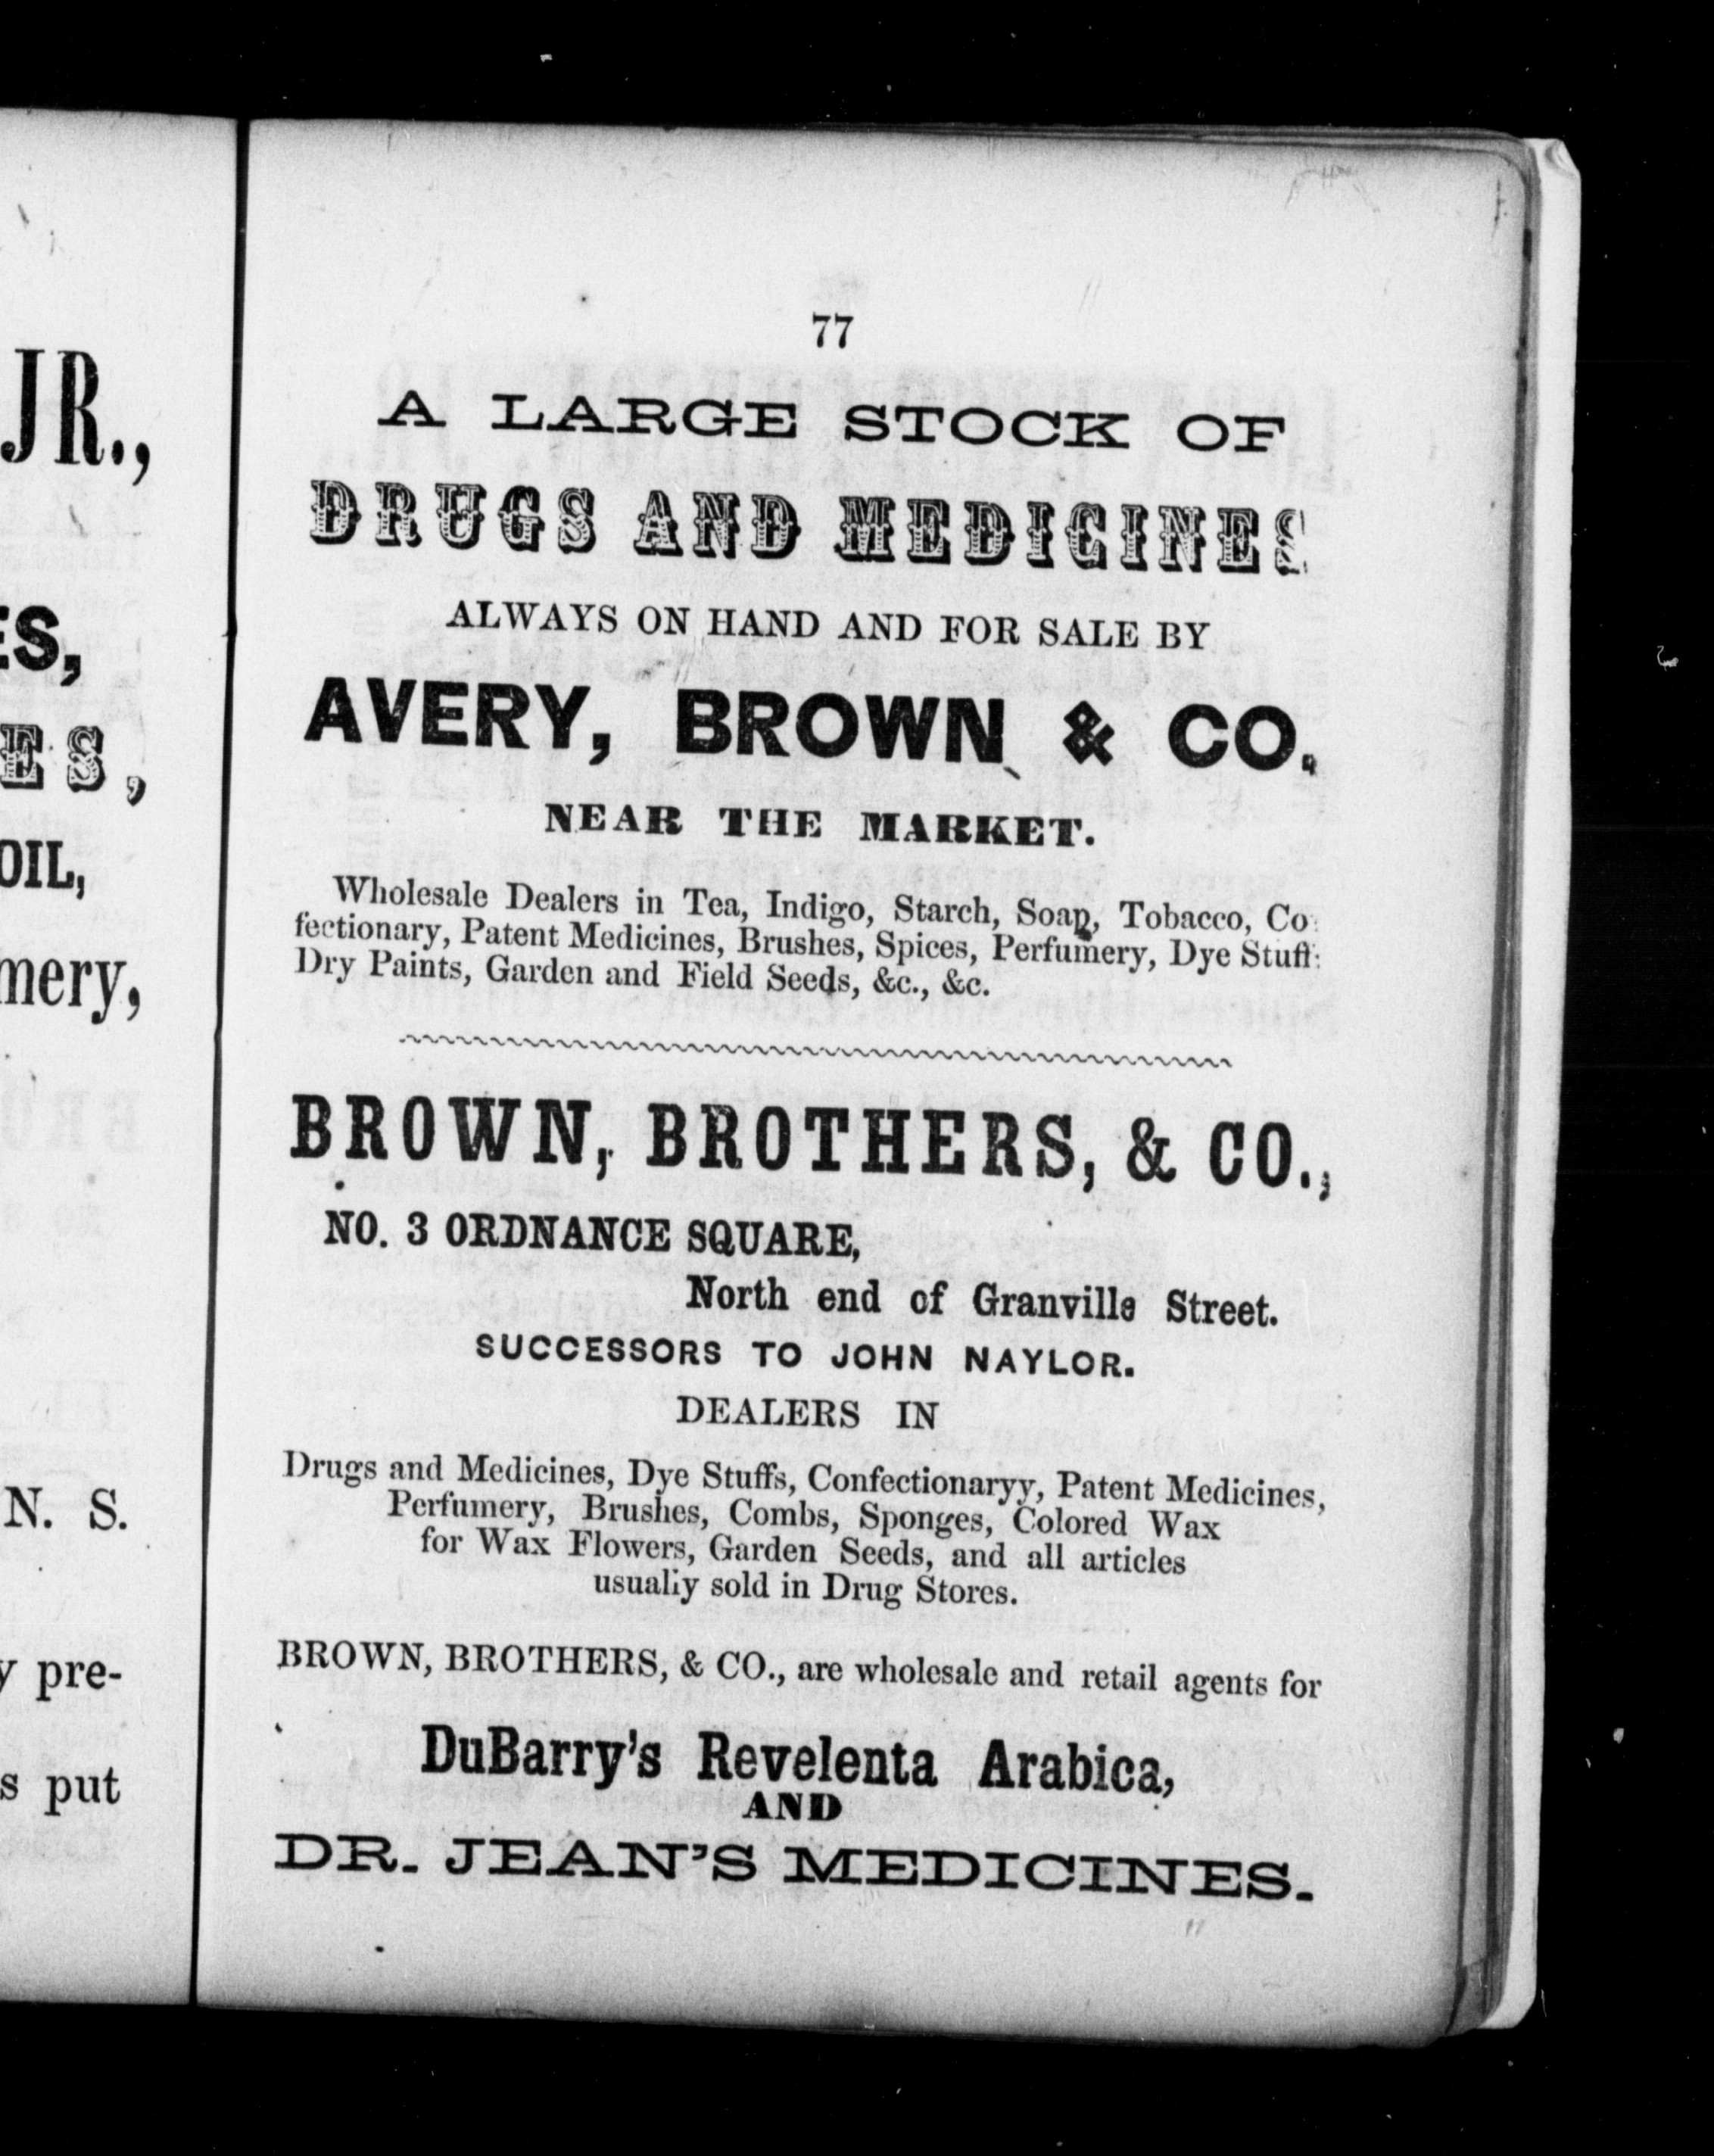 JR.,
ES,
ES,
OIL,
mery,
N. S.
y pre-
s put
77
A LARGE STOCK OF
DRUGS AND MEDICINES
ALWAYS ON HAND AND FOR SALE BY
AVERY, BROWN & CO.
NEAR THE MARKET.
Wholesale Dealers in Tea, Indigo, Starch, Soap, Tobacco, Co
fectionary, Patent Medicines, Brushes, Spices, Perfumery, Dye Stuff
Dry Paints, Garden and Field Seeds, &c., &c.
BROWN, BROTHERS, & CO.,
NO. 3 ORDNANCE SQUARE,
North end of Granville Street.
SUCCESSORS TO JOHN NAYLOR.
DEALERS IN
Drugs and Medicines, Dye Stuffs, Confectionaryy, Patent Medicines,
Perfumery, Brushes, Combs, Sponges, Colored Wax
for Wax Flowers, Garden Seeds, and all articles
usually sold in Drug Stores.
BROWN, BROTHERS, & CO., are wholesale and retail agents for
DuBarry's Revelenta Arabica,
AND
DR. JEAN'S MEDICINES.